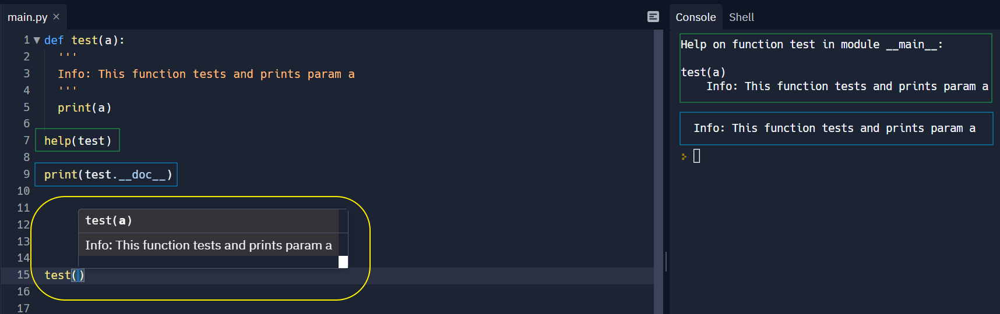 main.py ×
1 def test(a):
2 '''
3 Info: This function tests and prints param a
4 '''
5 print(a)
6
7 help(test)
8
9 print(test.__doc__)
10
11
12
13
14
test(a)
Info: This function tests and prints param a
15 test()
16
17
Console Shell
Help on function test in module __main__:
test(a)
Info: This function tests and prints param a
Info: This function tests and prints param a